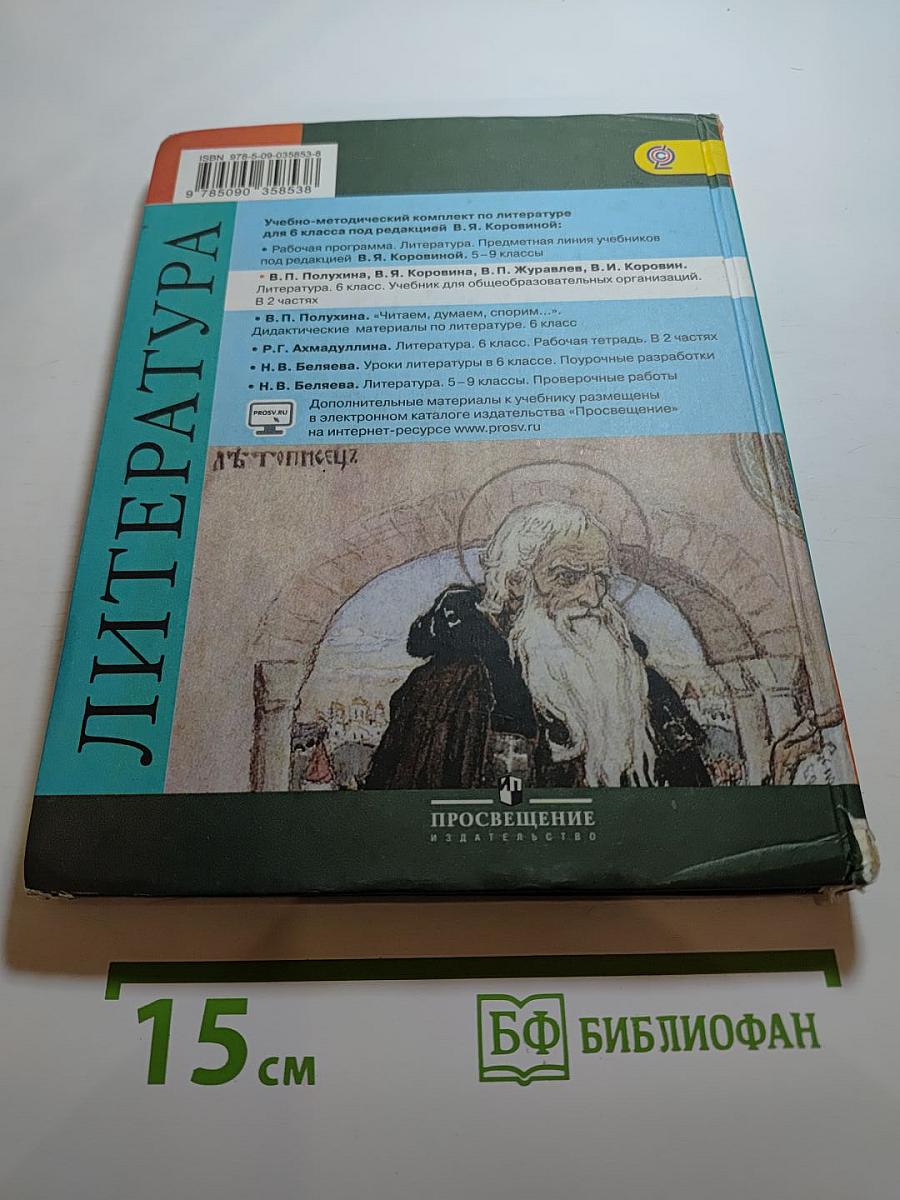 ISBN 978-5-09-035853-8
9 785090 358538
ЛИТЕРАТУРА
Учебно-методический комплект по литературе
для 6 класса под редакцией В.Я. Коровиной:
• Рабочая программа. Литература. Предметная линия учебников
под редакцией В.Я. Коровиной. 5–9 классы
• В.П. Полухина, В.Я. Коровина, В.П. Журавлев, В.И. Коровин.
Литература. 6 класс. Учебник для общеобразовательных организаций.
В 2 частях
• В.П. Полухина. «Читаем, думаем, спорим...».
Дидактические материалы по литературе. 6 класс
• Р.Г. Ахмадуллина. Литература. 6 класс. Рабочая тетрадь. В 2 частях
• Н.В. Беляева. Уроки литературы в 6 классе. Поурочные разработки
• Н.В. Беляева. Литература. 5–9 классы. Проверочные работы
PROSV.RU
Дополнительные материалы к учебнику размещены
в электронном каталоге издательства «Просвещение»
на интернет-ресурсе www.prosv.ru
лѣтописецъ
ПРОСВЕЩЕНИЕ
ИЗДАТЕЛЬСТВО
15 см
БФ БИБЛИОФАН